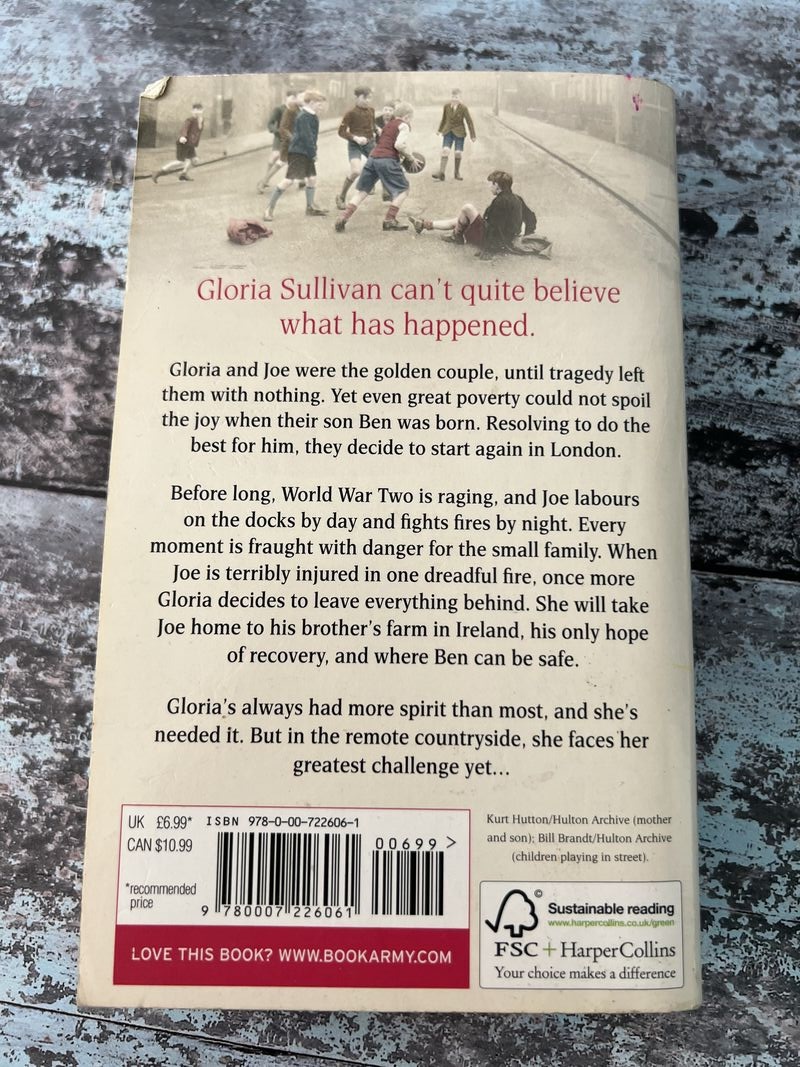 Gloria Sullivan can't quite believe
what has happened.
Gloria and Joe were the golden couple, until tragedy left
them with nothing. Yet even great poverty could not spoil
the joy when their son Ben was born. Resolving to do the
best for him, they decide to start again in London.
Before long, World War Two is raging, and Joe labours
on the docks by day and fights fires by night. Every
moment is fraught with danger for the small family. When
Joe is terribly injured in one dreadful fire, once more
Gloria decides to leave everything behind. She will take
Joe home to his brother's farm in Ireland, his only hope
of recovery, and where Ben can be safe.
Gloria's always had more spirit than most, and she's
needed it. But in the remote countryside, she faces her
greatest challenge yet...
UK £6.99* ISBN 978-0-00-722606-1
CAN $10.99
*recommended
price
00699 >
9 780007 226061
LOVE THIS BOOK? WWW.BOOKARMY.COM
Kurt Hutton/Hulton Archive (mother
and son); Bill Brandt/Hulton Archive
(children playing in street).
©
Sustainable reading
www.harpercollins.co.uk/green
FSC + HarperCollins
Your choice makes a difference